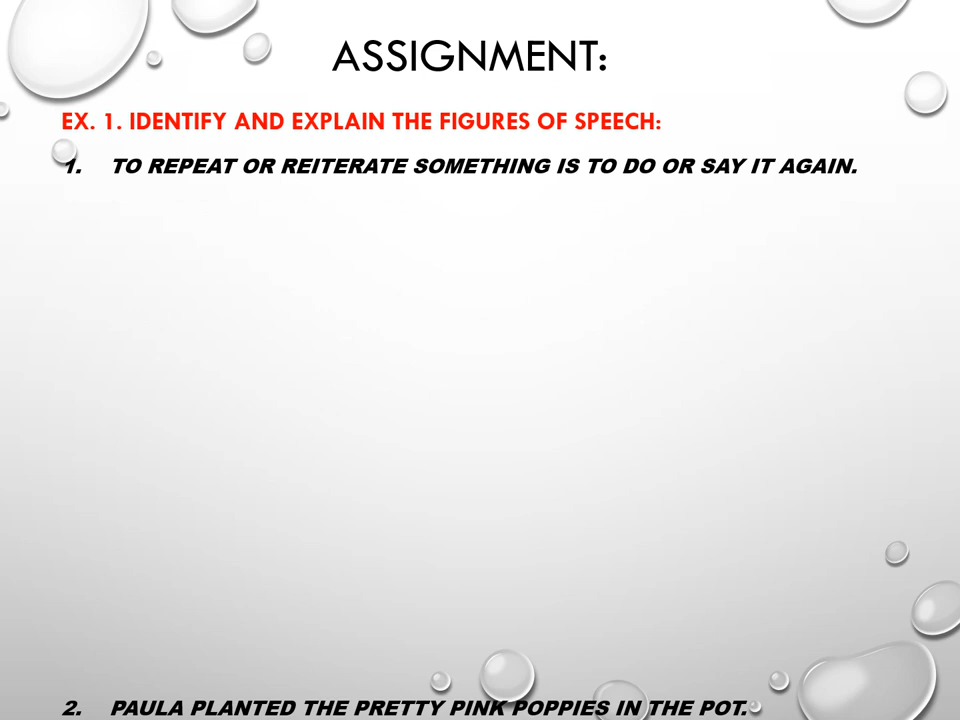 ASSIGNMENT:
EX. 1. IDENTIFY AND EXPLAIN THE FIGURES OF SPEECH:
1. TO REPEAT OR REITERATE SOMETHING IS TO DO OR SAY IT AGAIN.
2. PAULA PLANTED THE PRETTY PINK POPPIES IN THE POT.